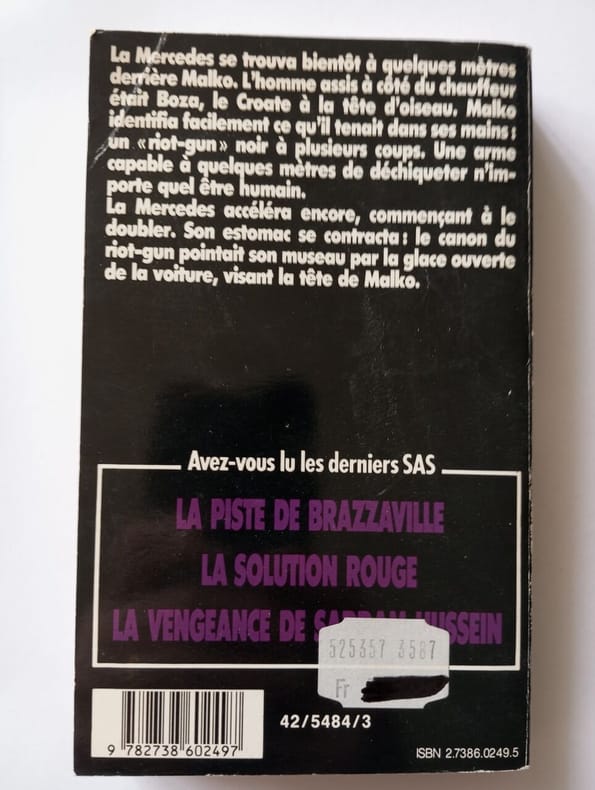 La Mercedes se trouva bientôt à quelques mètres
derrière Malko. L'homme assis à côté du chauffeur
était Boza, le Croate à la tête d'oiseau. Malko
identifia facilement ce qu'il tenait dans ses mains :
un « riot-gun » noir à plusieurs coups. Une arme
capable à quelques mètres de déchiqueter n'im-
porte quel être humain.
La Mercedes accéléra encore, commençant à le
doubler. Son estomac se contracta : le canon du
riot-gun pointait son museau par la glace ouverte
de la voiture, visant la tête de Malko.
Avez-vous lu les derniers SAS
LA PISTE DE BRAZZAVILLE
LA SOLUTION ROUGE
LA VENGEANCE DE SADDAM HUSSEIN
525357 3587
Fr
9 782738 602497
42/5484/3
ISBN 2.7386.0249.5